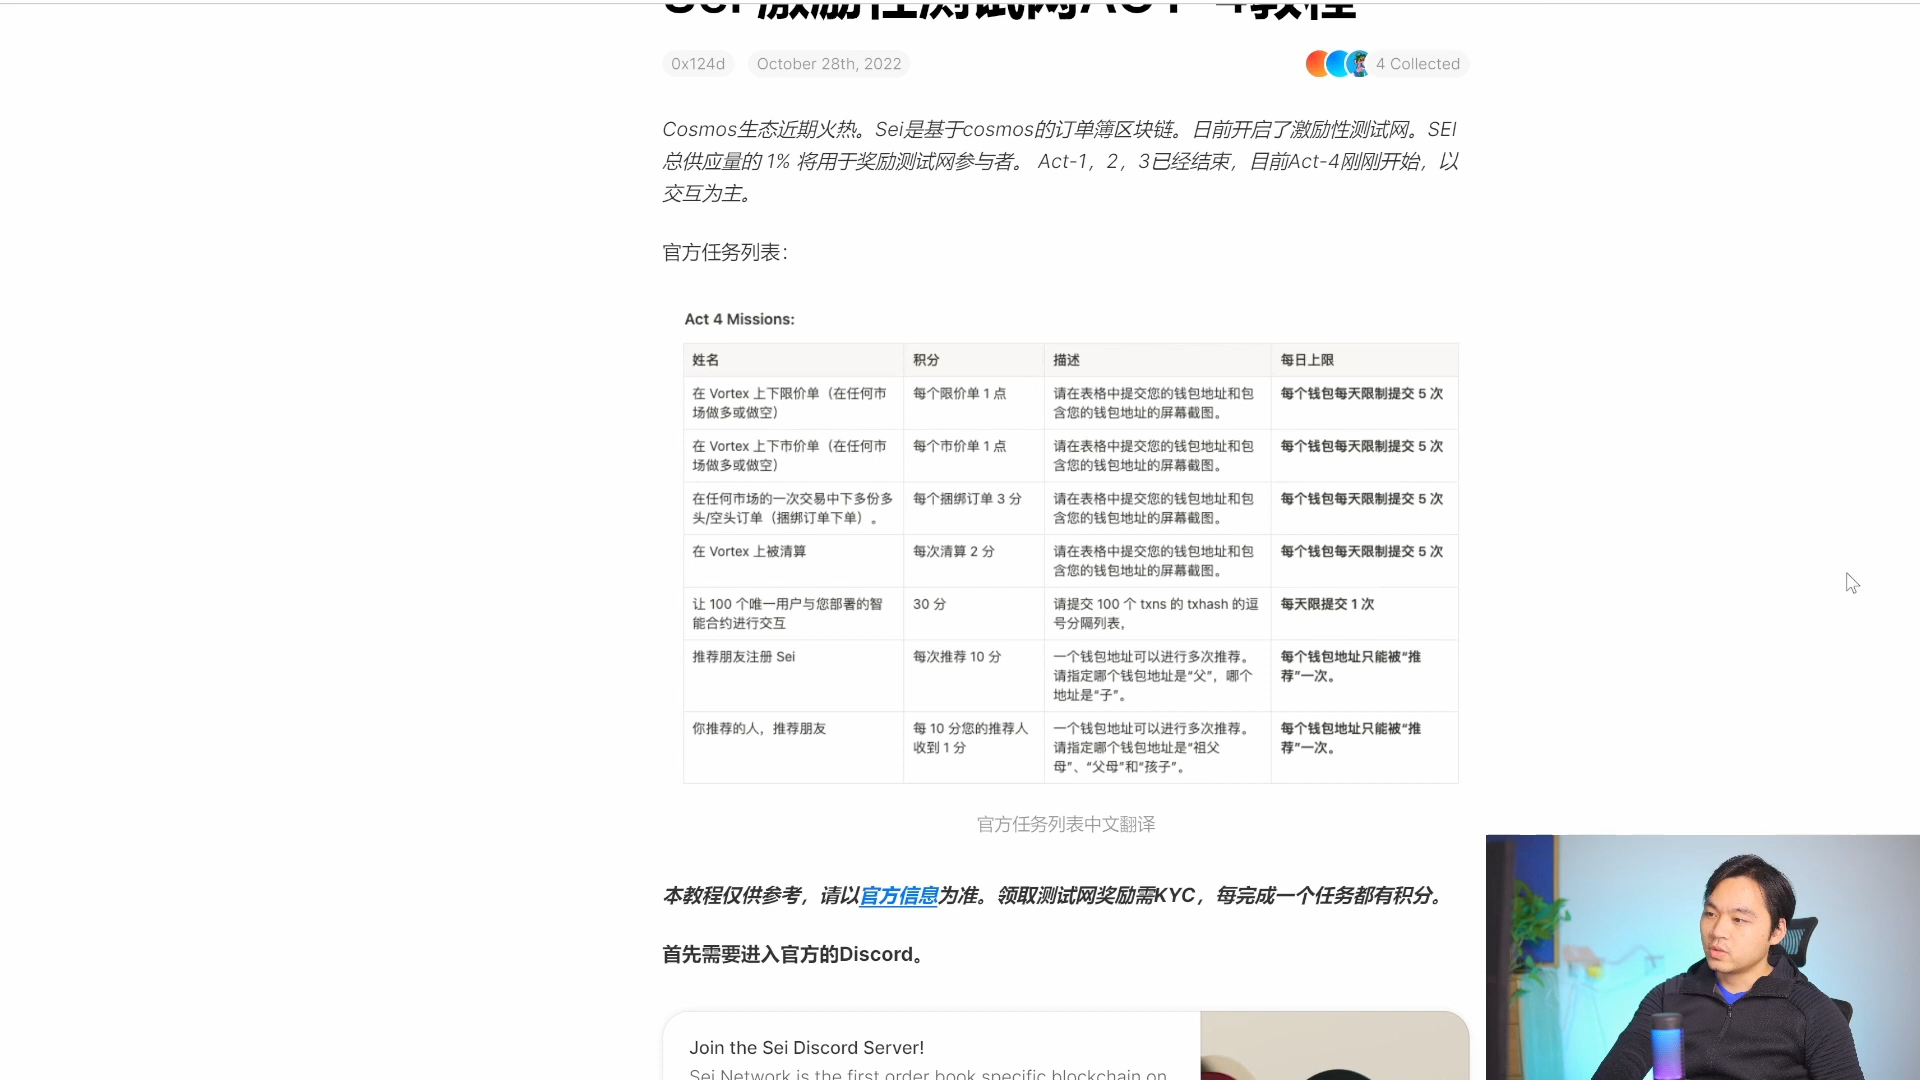 Sei 激励性测试网ACT-4教程
0x124d
October 28th, 2022
4 Collected
Cosmos生态近期火热。Sei是基于cosmos的订单簿区块链。日前开启了激励性测试网。SEI
总供应量的 1% 将用于奖励测试网参与者。 Act-1，2，3已经结束，目前Act-4刚刚开始，以
交互为主。
官方任务列表：
Act 4 Missions:
姓名 积分 描述 每日上限
在 Vortex 上下限价单（在任何市 每个限价单 1 点 请在表格中提交您的钱包地址和包 每个钱包每天限制提交 5 次
场做多或做空） 含您的钱包地址的屏幕截图。
在 Vortex 上下市价单（在任何市 每个市价单 1 点 请在表格中提交您的钱包地址和包 每个钱包每天限制提交 5 次
场做多或做空） 含您的钱包地址的屏幕截图。
在任何市场的一次交易中下多份多 每个捆绑订单 3 分 请在表格中提交您的钱包地址和包 每个钱包每天限制提交 5 次
头/空头订单（捆绑订单下单）。 含您的钱包地址的屏幕截图。
在 Vortex 上被清算 每次清算 2 分 请在表格中提交您的钱包地址和包 每个钱包每天限制提交 5 次
含您的钱包地址的屏幕截图。
让 100 个唯一用户与您部署的智 30 分 请提交 100 个 txns 的 txhash 的逗 每天限提交 1 次
能合约进行交互 号分隔列表，
推荐朋友注册 Sei 每次推荐 10 分 一个钱包地址可以进行多次推荐。 每个钱包地址只能被“推
请指定哪个钱包地址是“父”，哪个 荐”一次。
地址是“子”。
你推荐的人，推荐朋友 每 10 分您的推荐人 一个钱包地址可以进行多次推荐。 每个钱包地址只能被“推
收到 1 分 请指定哪个钱包地址是“祖父 荐”一次。
母”、“父母”和“孩子”。
官方任务列表中文翻译
本教程仅供参考，请以官方信息为准。领取测试网奖励需KYC，每完成一个任务都有积分。
首先需要进入官方的Discord。
Join the Sei Discord Server!
Sei Network is the first order book specific blockchain on